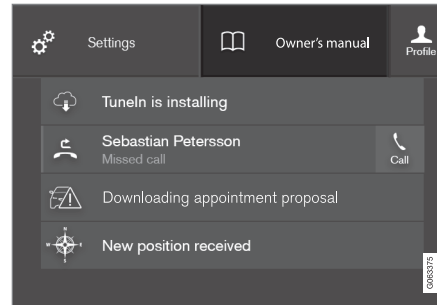 Settings
Owner's manual
Profile
TuneIn is installing
Sebastian Petersson
Missed call
Call
Downloading appointment proposal
N
W
S
New position received
G063375